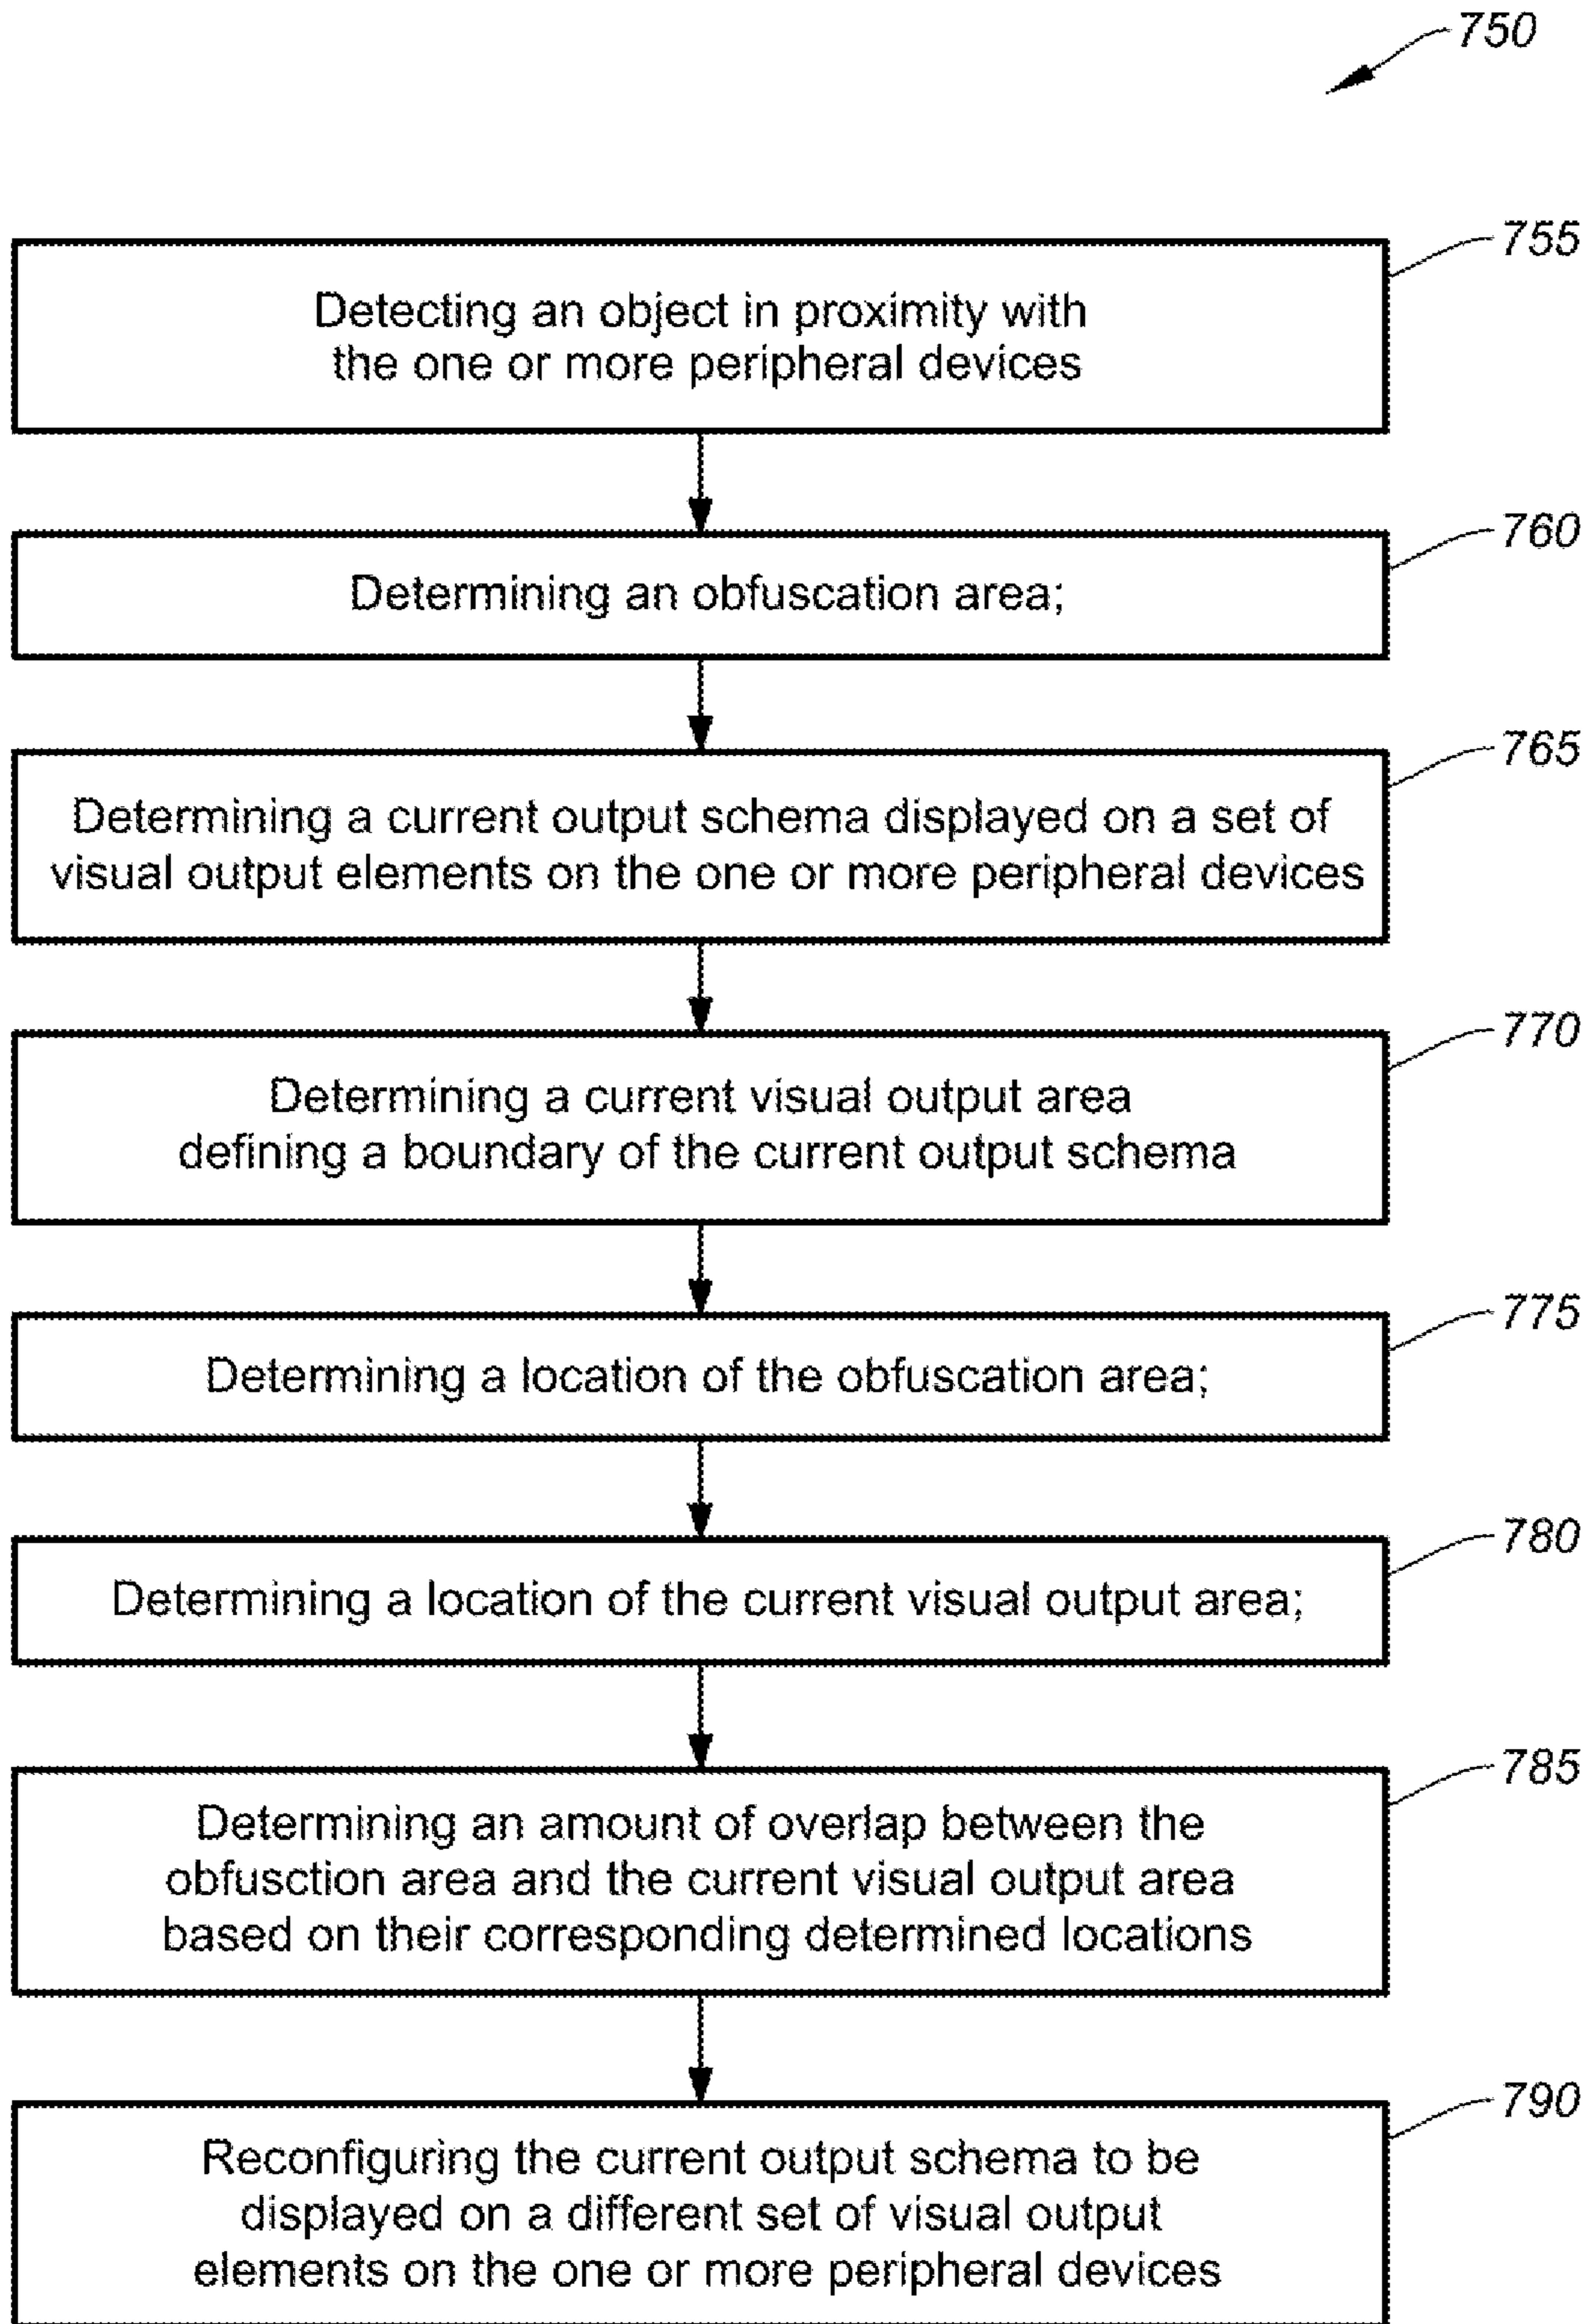 750
755
Detecting an object in proximity with
the one or more peripheral devices
760
Determining an obfuscation area;
765
Determining a current output schema displayed on a set of
visual output elements on the one or more peripheral devices
770
Determining a current visual output area
defining a boundary of the current output schema
775
Determining a location of the obfuscation area;
780
Determining a location of the current visual output area;
785
Determining an amount of overlap between the
obfusction area and the current visual output area
based on their corresponding determined locations
790
Reconfiguring the current output schema to be
displayed on a different set of visual output
elements on the one or more peripheral devices